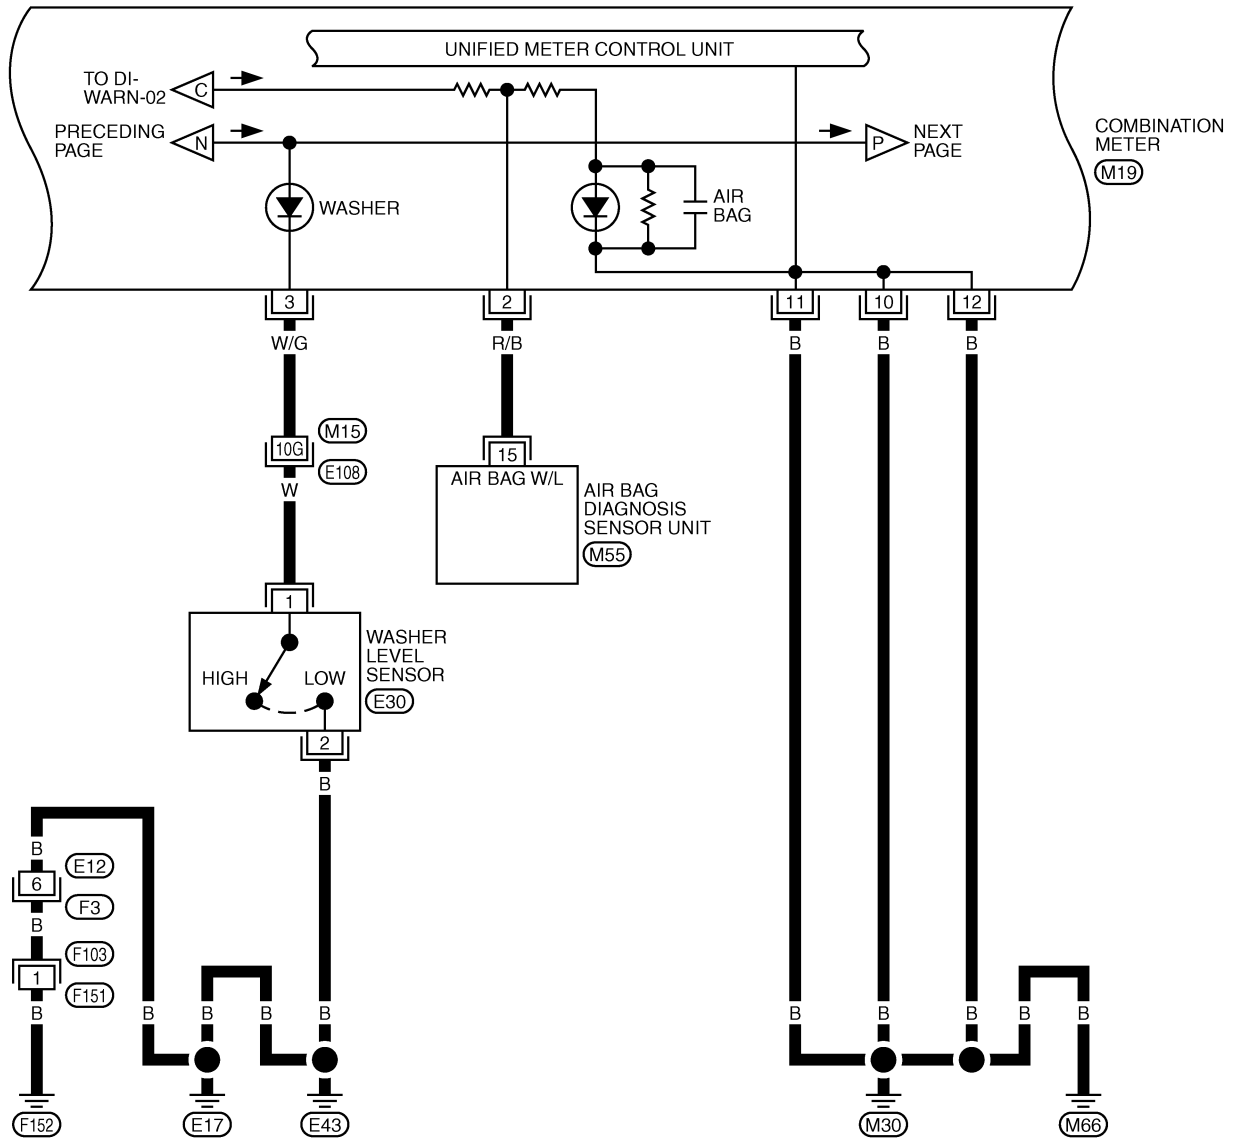 UNIFIED METER CONTROL UNIT
TO DI-
WARN-02
C
PRECEDING
PAGE
N
P
NEXT
PAGE
COMBINATION
METER
M19
WASHER
AIR
BAG
3
2
11
10
12
W/G
R/B
B
B
B
M15
10G
E108
W
15
AIR BAG W/L
AIR BAG
DIAGNOSIS
SENSOR UNIT
M55
1
WASHER
LEVEL
SENSOR
E30
HIGH
LOW
2
B
B
E12
6
F3
B
F103
1
F151
B
B
B
B
B
B
B
B
B
B
F152
E17
E43
M30
M66